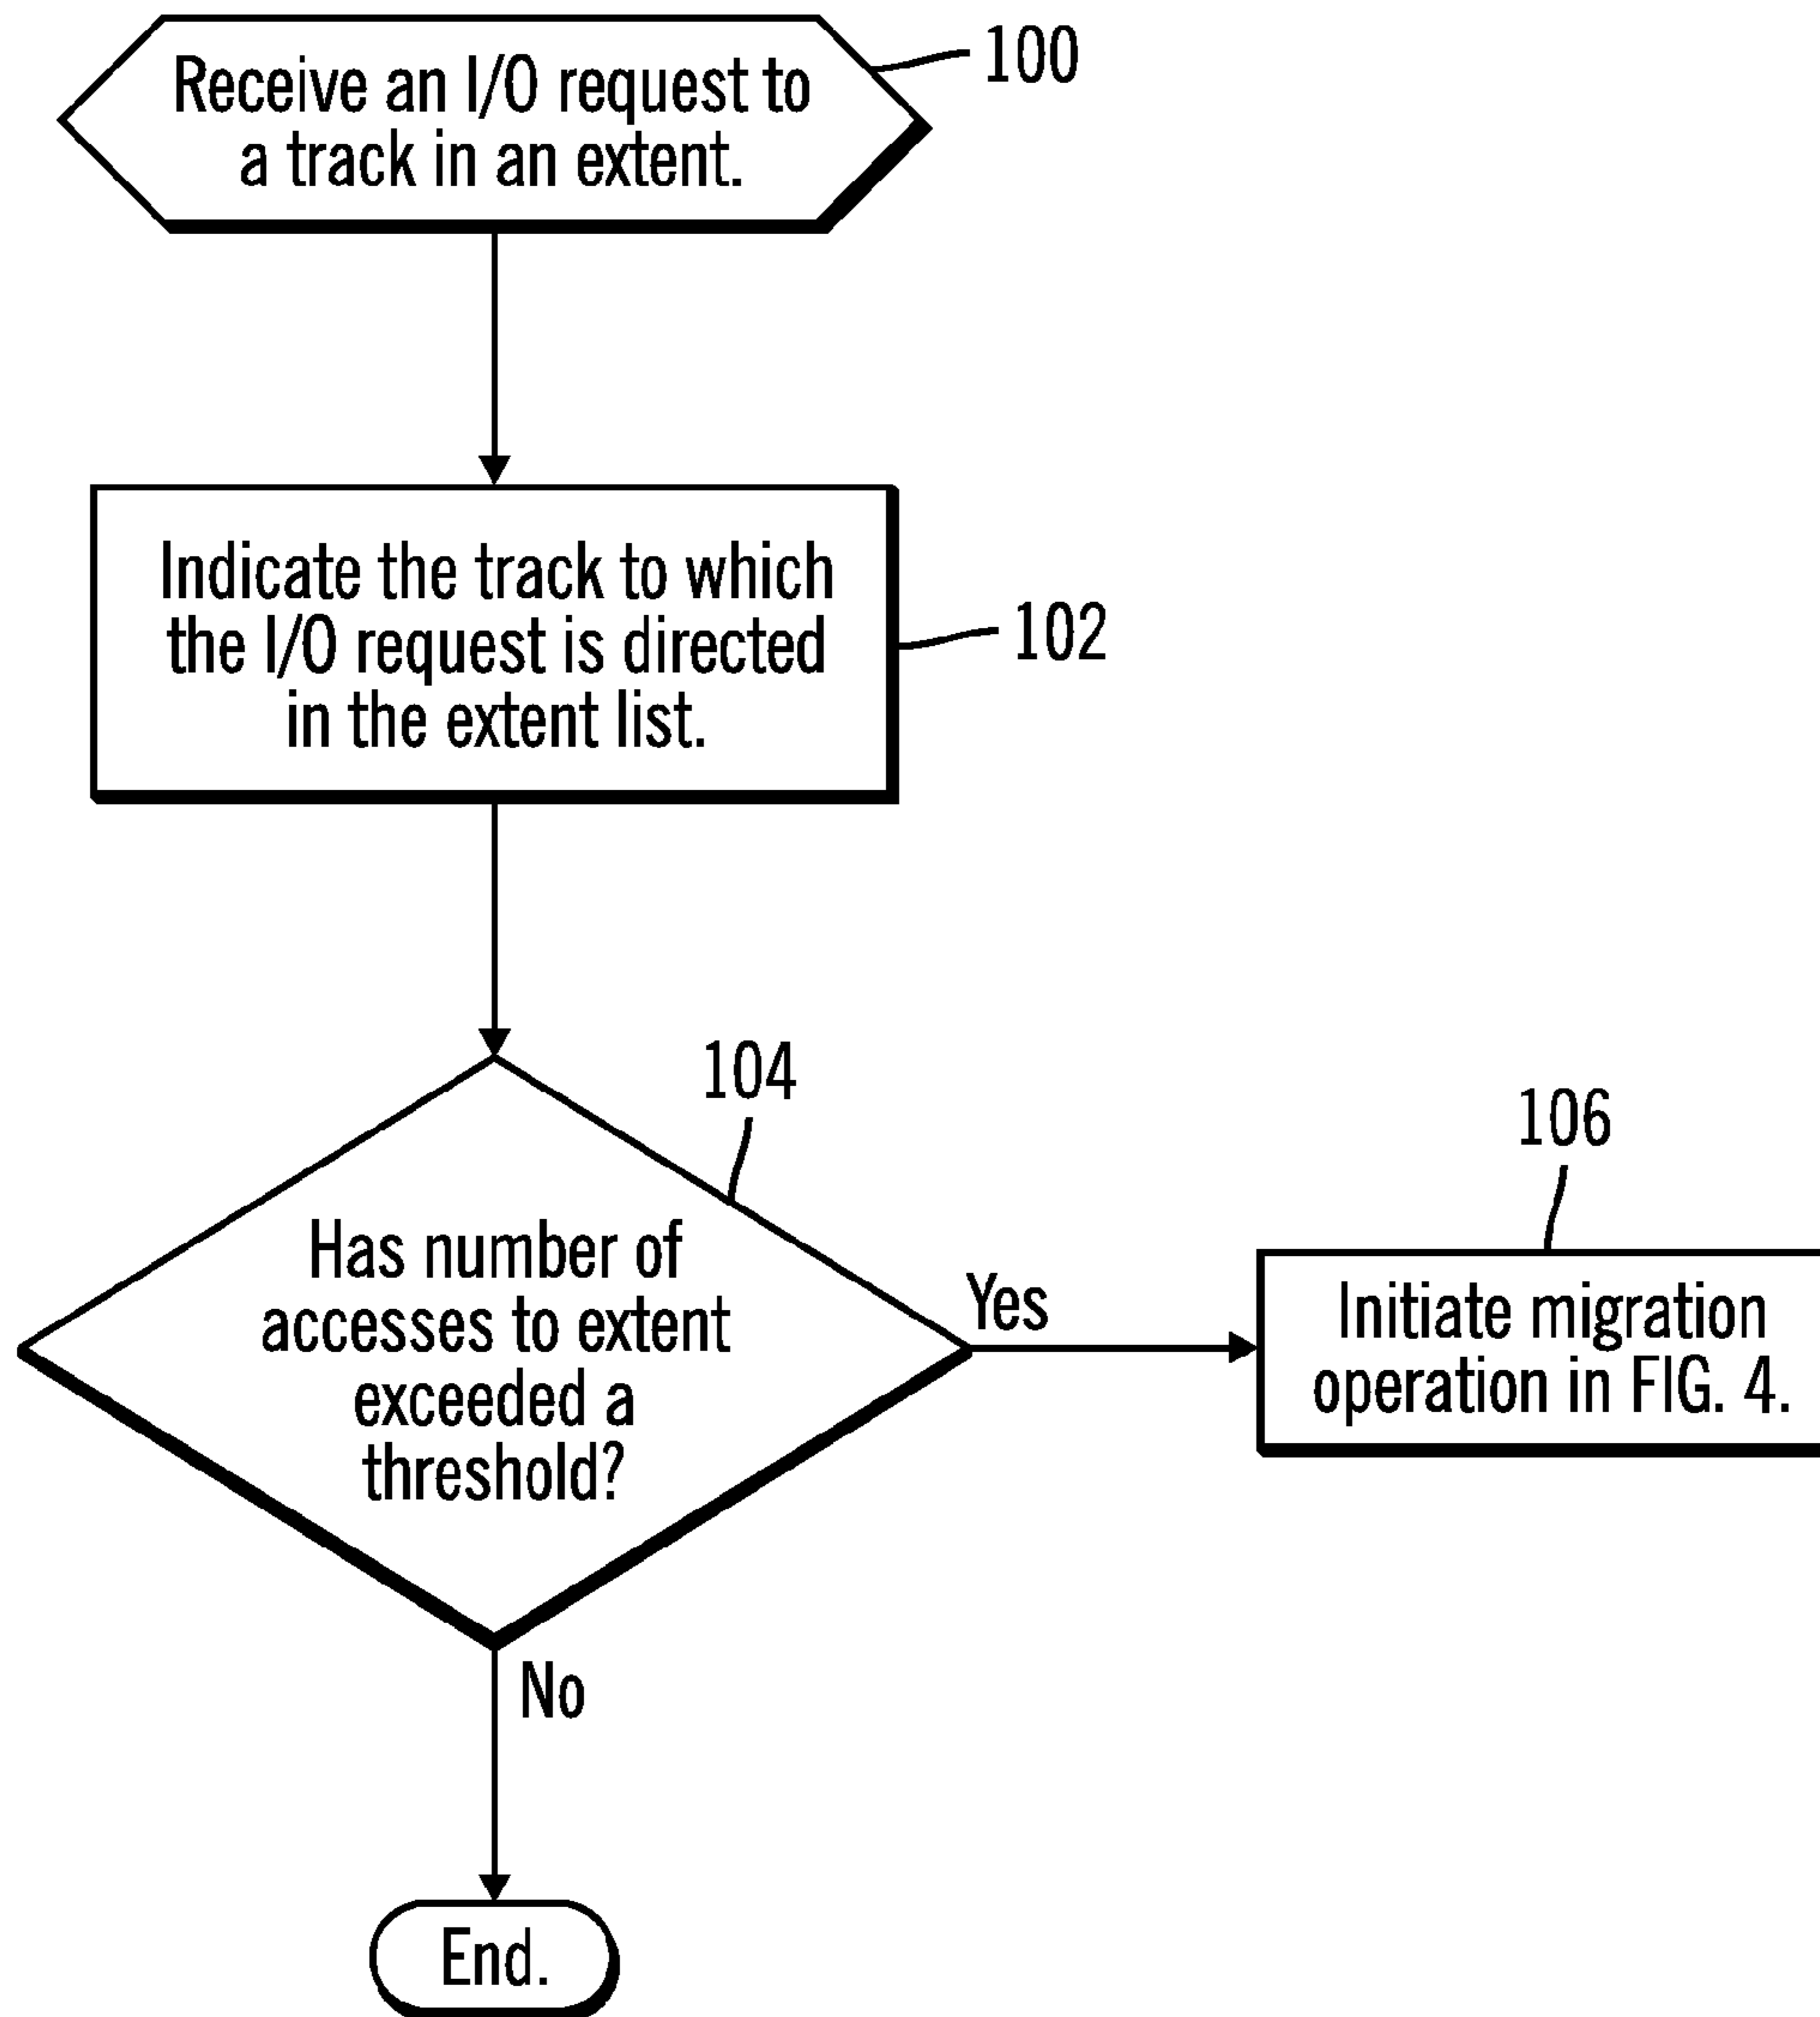 Receive an I/O request to
a track in an extent.
100
Indicate the track to which
the I/O request is directed
in the extent list.
102
104
Has number of
accesses to extent
exceeded a
threshold?
Yes
106
Initiate migration
operation in FIG. 4.
No
End.